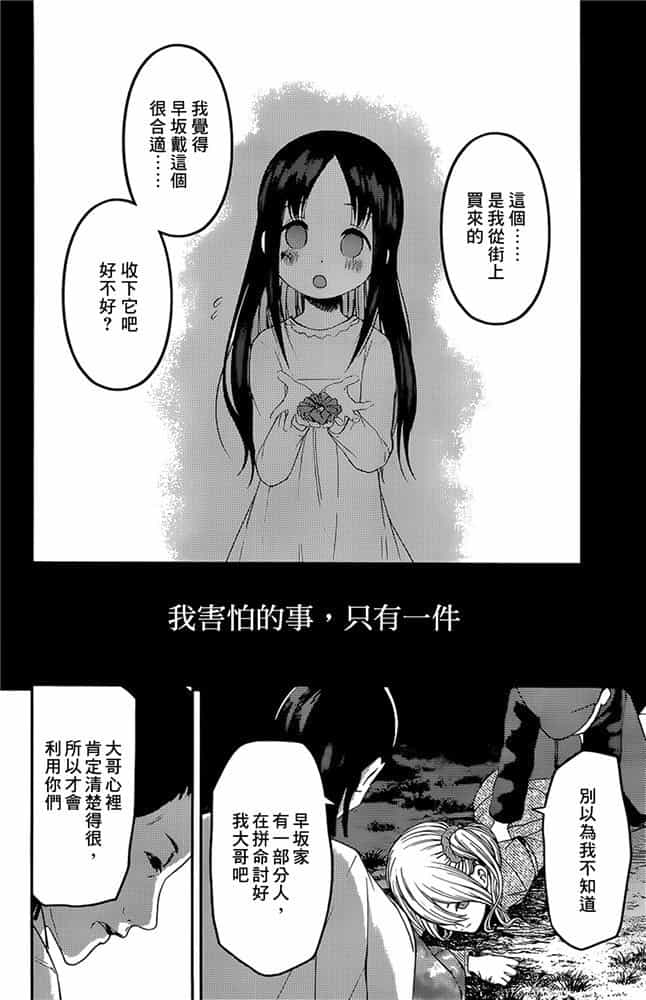 這個……
是我從街上
買來的
我覺得
早坂戴這個
很合適……
收下它吧
好不好？
我害怕的事，只有一件
別以為我不知道
早坂家
有一部分人，
在拼命討好
我大哥吧
大哥心裡
肯定清楚得很，
所以才會
利用你們